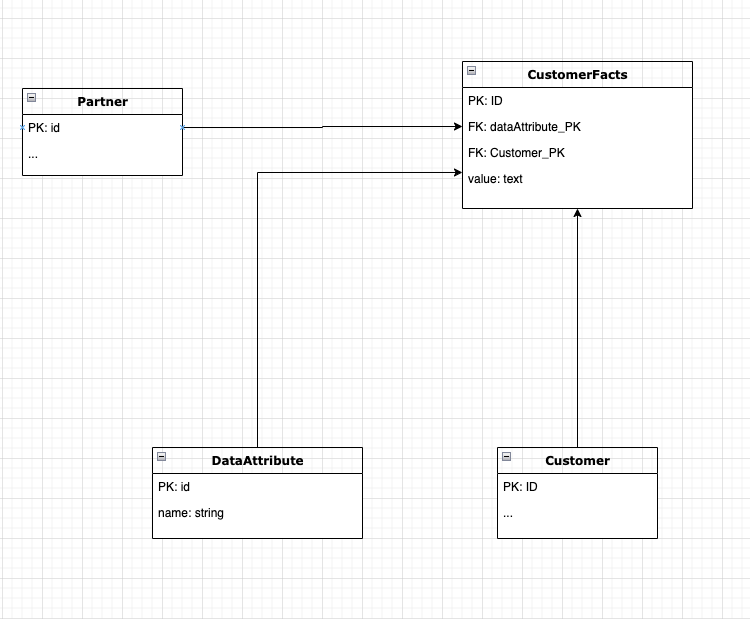 Partner
PK: id
...
CustomerFacts
PK: ID
FK: dataAttribute_PK
FK: Customer_PK
value: text
DataAttribute
PK: id
name: string
Customer
PK: ID
...